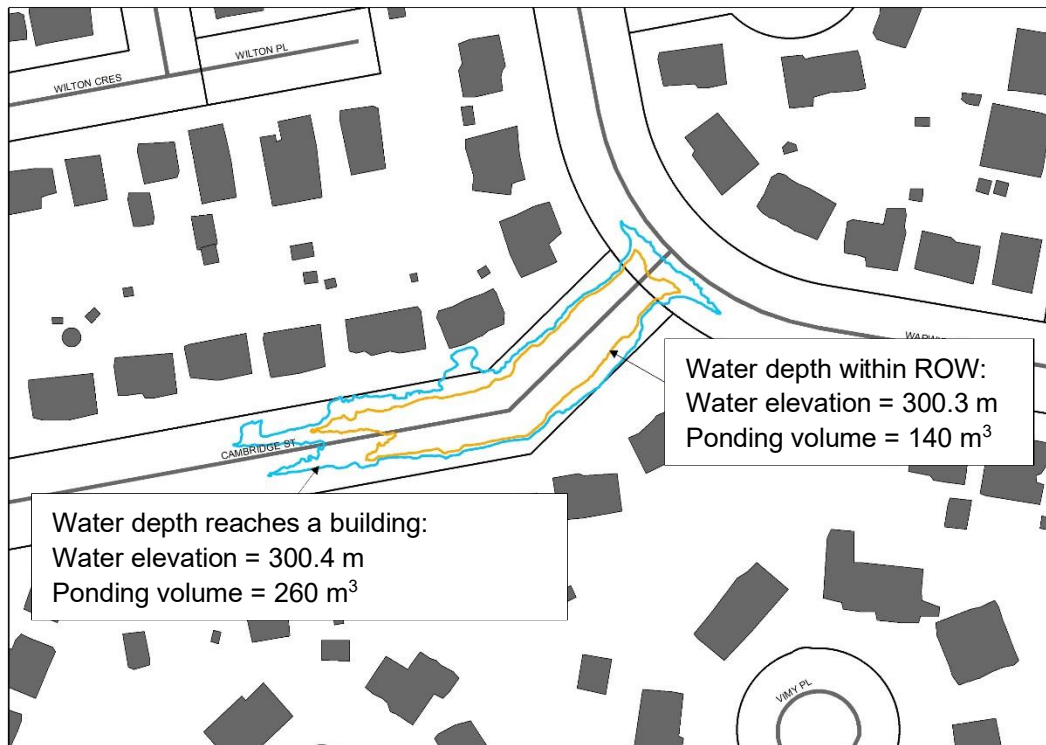 WILTON PL
WILTON CRES
WARW
Water depth within ROW:
Water elevation = 300.3 m
Ponding volume = 140 m³
CAMBRIDGE ST
Water depth reaches a building:
Water elevation = 300.4 m
Ponding volume = 260 m³
VIMY PL